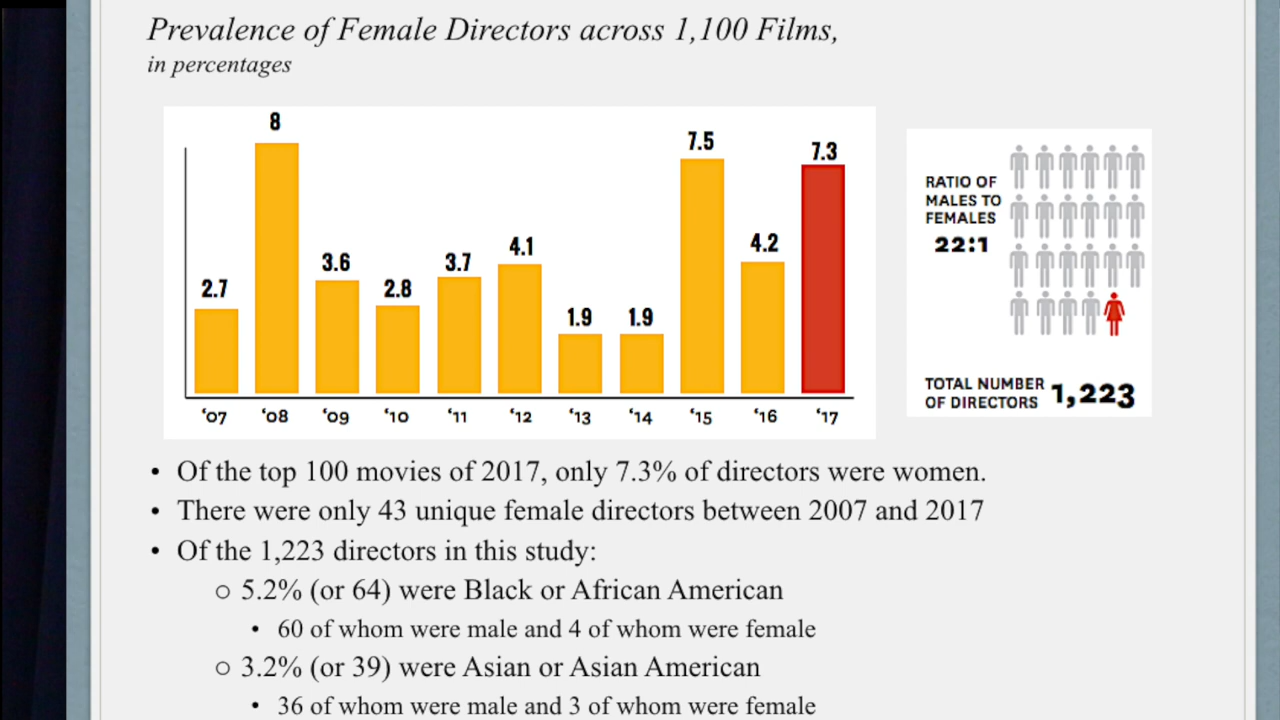 Prevalence of Female Directors across 1,100 Films,
in percentages
2.7
8
3.6
2.8
3.7
4.1
1.9
1.9
7.5
4.2
7.3
‘07
‘08
‘09
‘10
‘11
‘12
‘13
‘14
‘15
‘16
‘17
RATIO OF
MALES TO
FEMALES
22:1
TOTAL NUMBER
OF DIRECTORS 1,223
• Of the top 100 movies of 2017, only 7.3% of directors were women.
• There were only 43 unique female directors between 2007 and 2017
• Of the 1,223 directors in this study:
○ 5.2% (or 64) were Black or African American
• 60 of whom were male and 4 of whom were female
○ 3.2% (or 39) were Asian or Asian American
• 36 of whom were male and 3 of whom were female